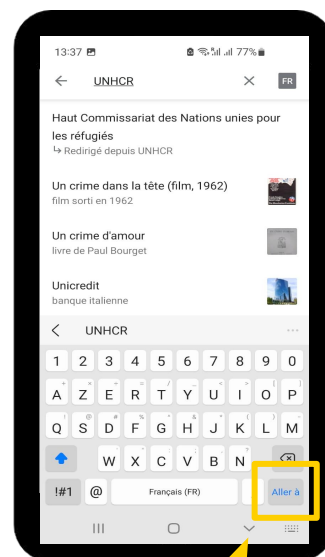 13:37 77%
UNHCR FR
Haut Commissariat des Nations unies pour
les réfugiés
↳ Redirigé depuis UNHCR
Un crime dans la tête (film, 1962)
film sorti en 1962
Un crime d'amour
livre de Paul Bourget
Unicredit
banque italienne
UNHCR ...
1 2 3 4 5 6 7 8 9 0
A Z E R T Y U I O P
Q S D F G H J K L M
W X C V B N
!#1 @ Français (FR) Aller à